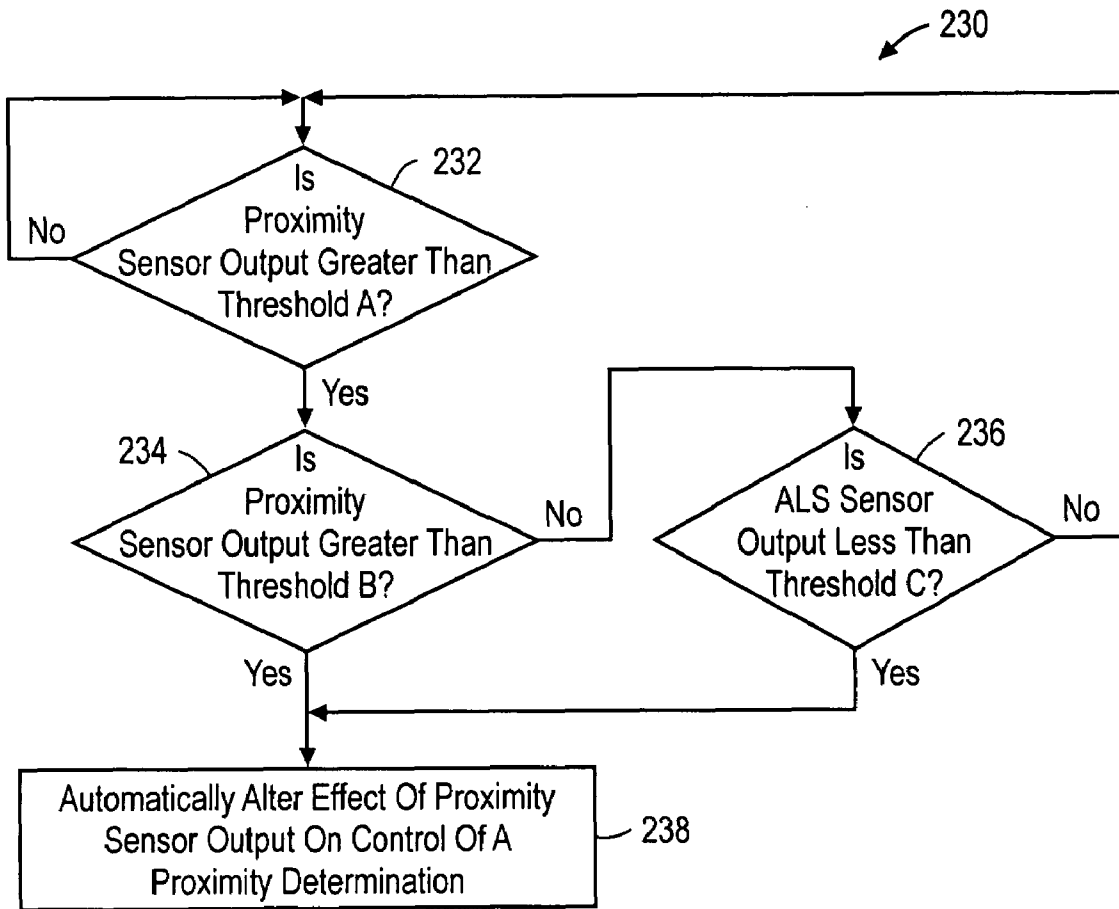 230
232
Is
Proximity
Sensor Output Greater Than
Threshold A?
No
Yes
234
Is
Proximity
Sensor Output Greater Than
Threshold B?
No
236
Is
ALS Sensor
Output Less Than
Threshold C?
No
Yes
Yes
Automatically Alter Effect Of Proximity
Sensor Output On Control Of A
Proximity Determination
238